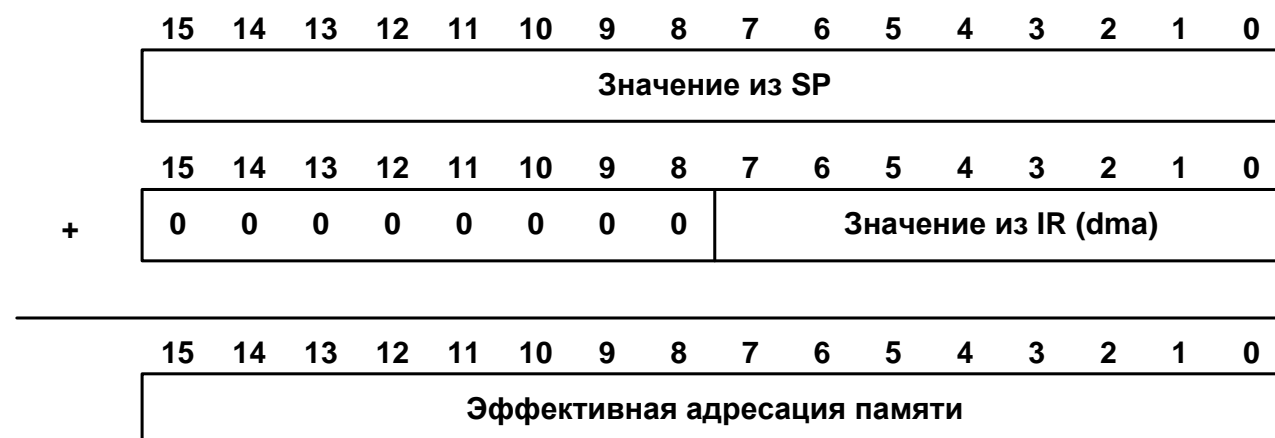 15 14 13 12 11 10 9 8 7 6 5 4 3 2 1 0
Значение из SP
15 14 13 12 11 10 9 8 7 6 5 4 3 2 1 0
+ 0 0 0 0 0 0 0 0 Значение из IR (dma)
15 14 13 12 11 10 9 8 7 6 5 4 3 2 1 0
Эффективная адресация памяти